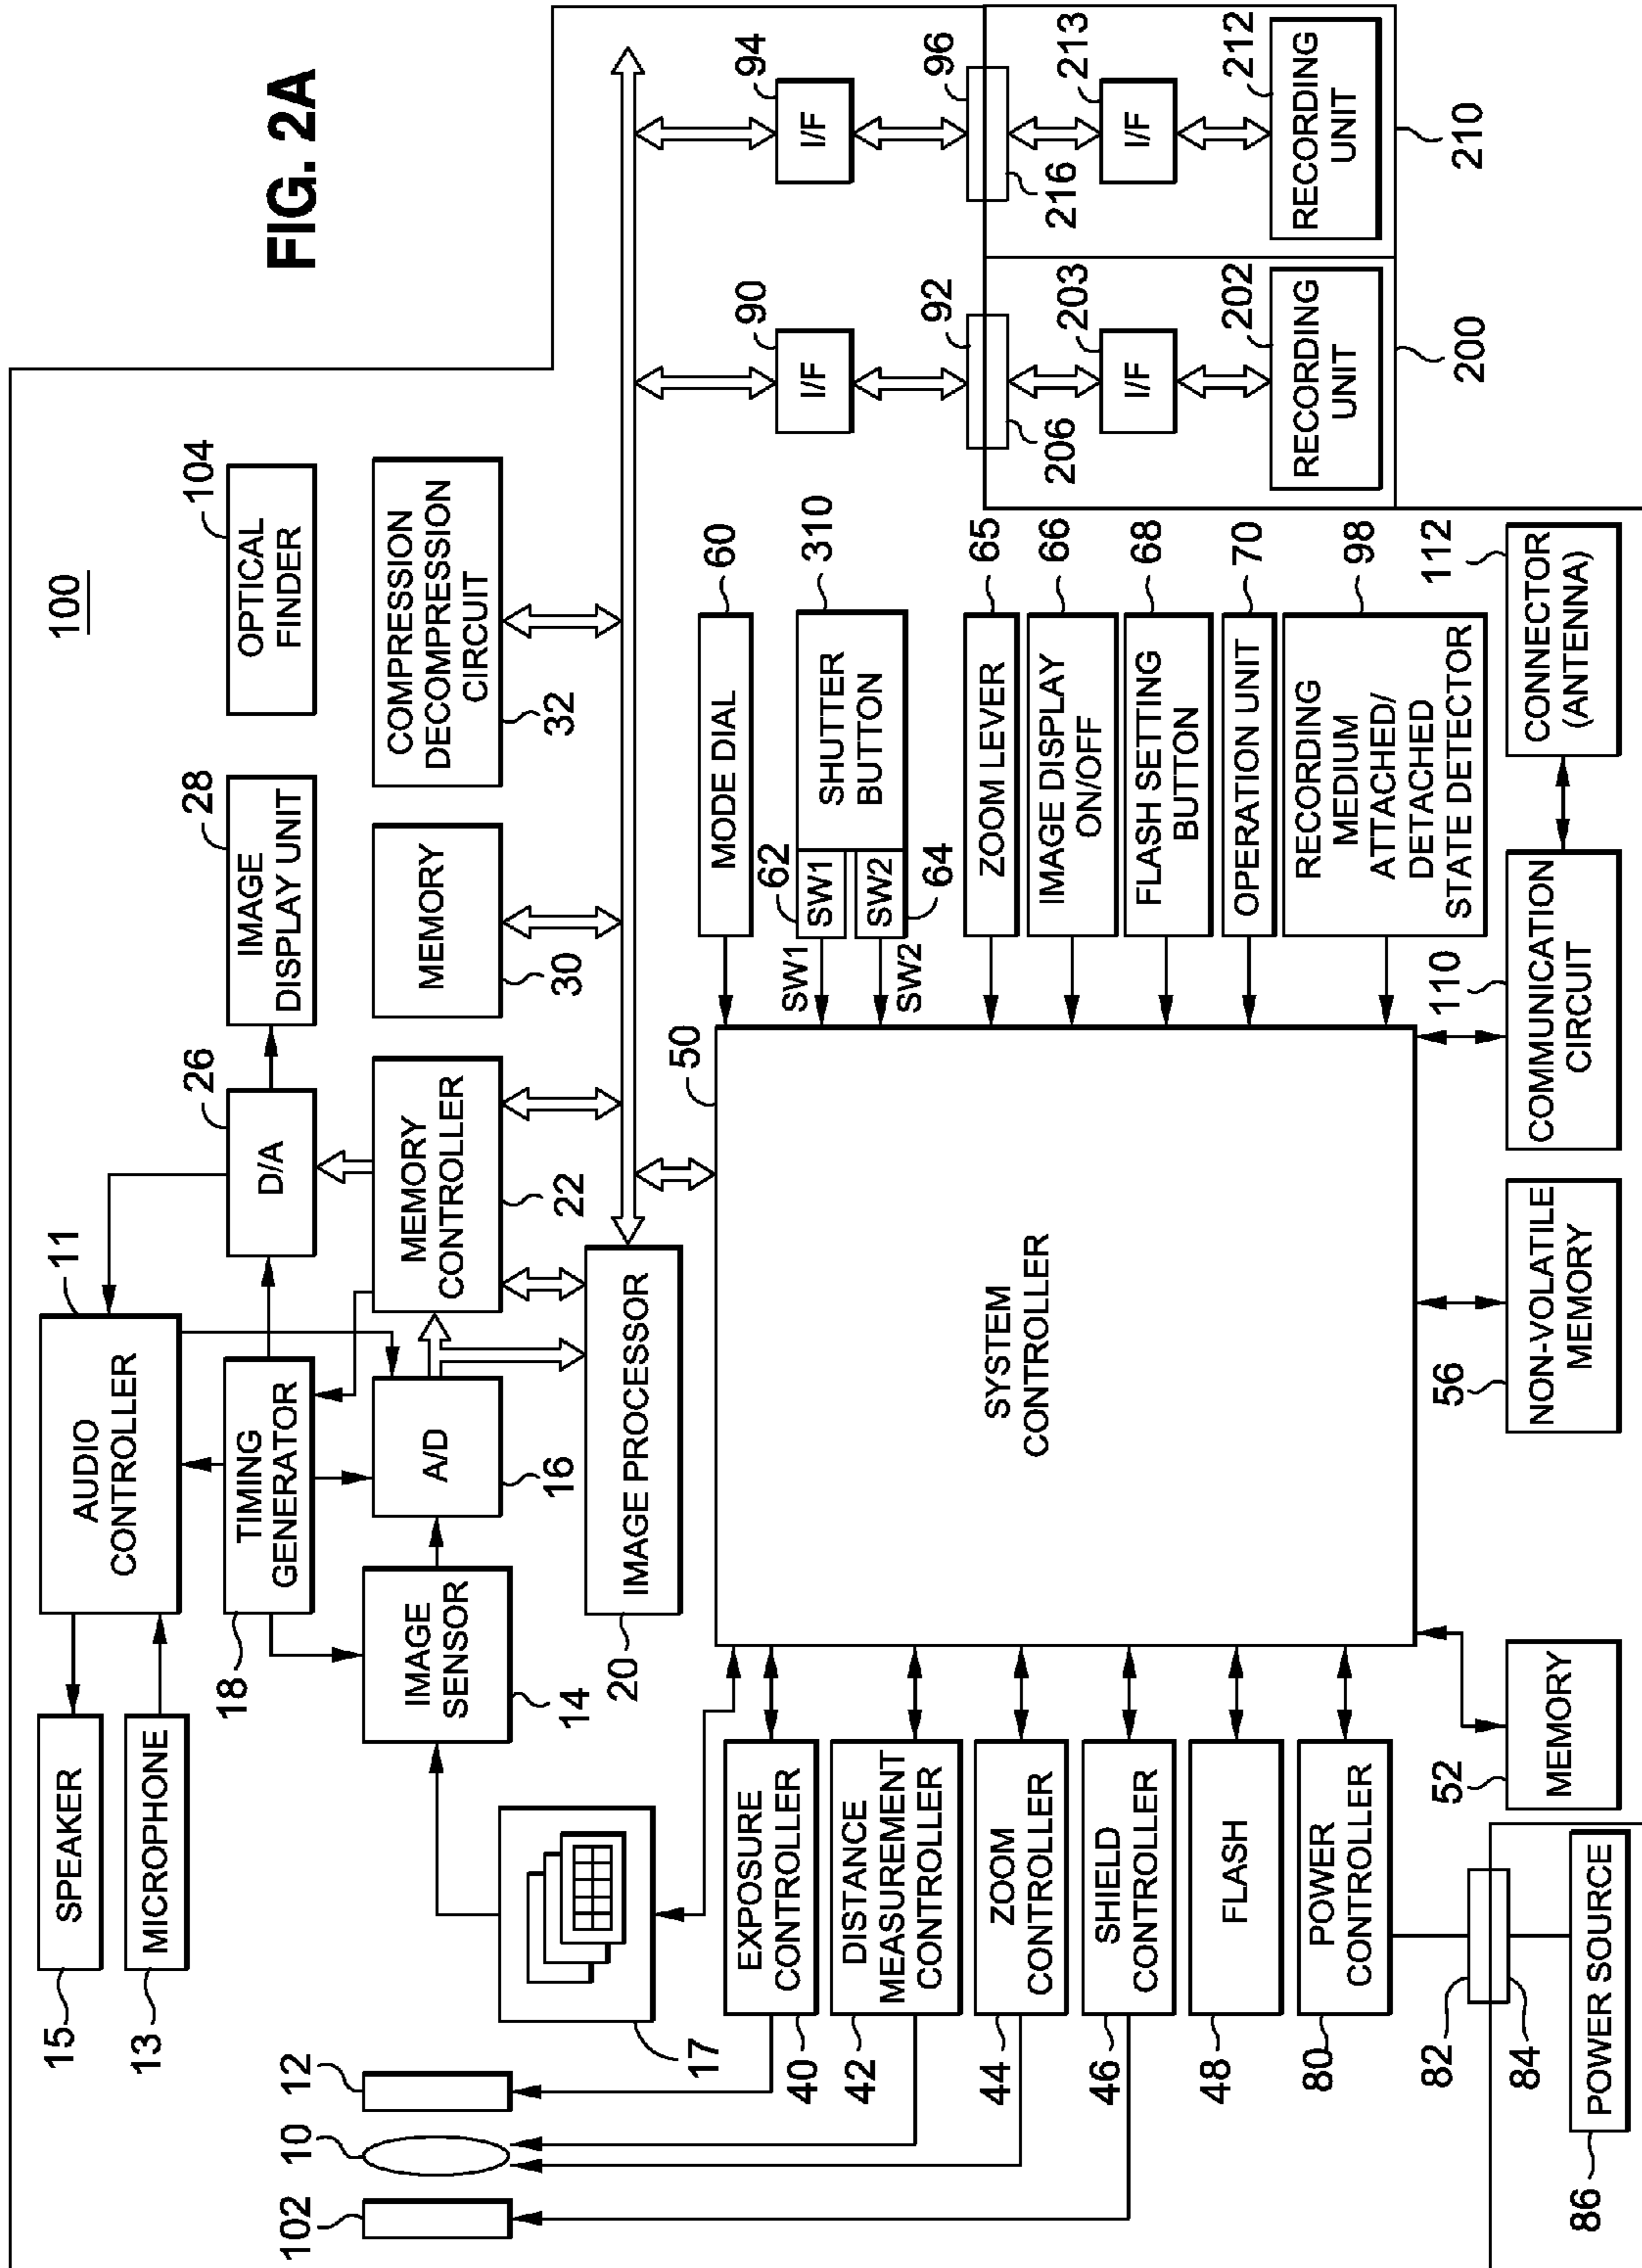 FIG. 2A
100
15
SPEAKER
13
MICROPHONE
11
AUDIO
CONTROLLER
18
TIMING
GENERATOR
26
D/A
28
IMAGE
DISPLAY UNIT
104
OPTICAL
FINDER
102
10
12
17
14
IMAGE
SENSOR
16
A/D
22
MEMORY
CONTROLLER
30
MEMORY
32
COMPRESSION
DECOMPRESSION
CIRCUIT
20
IMAGE PROCESSOR
40
EXPOSURE
CONTROLLER
42
DISTANCE
MEASUREMENT
CONTROLLER
44
ZOOM
CONTROLLER
46
SHIELD
CONTROLLER
48
FLASH
80
POWER
CONTROLLER
82
84
86
POWER SOURCE
50
SYSTEM
CONTROLLER
52
MEMORY
56
NON-VOLATILE
MEMORY
110
COMMUNICATION
CIRCUIT
112
CONNECTOR
(ANTENNA)
60
MODE DIAL
62
SW1
SW1
SHUTTER
BUTTON
310
SW2
SW2
64
65
ZOOM LEVER
66
IMAGE DISPLAY
ON/OFF
68
FLASH SETTING
BUTTON
70
OPERATION UNIT
98
RECORDING
MEDIUM
ATTACHED/
DETACHED
STATE DETECTOR
90
I/F
94
I/F
92
96
206
216
203
I/F
213
I/F
202
RECORDING
UNIT
212
RECORDING
UNIT
200
210